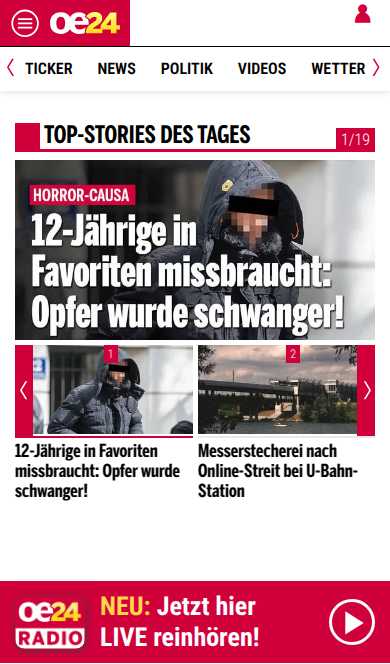 oe24
TICKER NEWS POLITIK VIDEOS WETTER
TOP-STORIES DES TAGES
1/19
HORROR-CAUSA
12-Jährige in
Favoriten missbraucht:
Opfer wurde schwanger!
1
2
12-Jährige in Favoriten
missbraucht: Opfer wurde
schwanger!
Messerstecherei nach
Online-Streit bei U-Bahn-
Station
oe24
RADIO
NEU: Jetzt hier
LIVE reinhören!